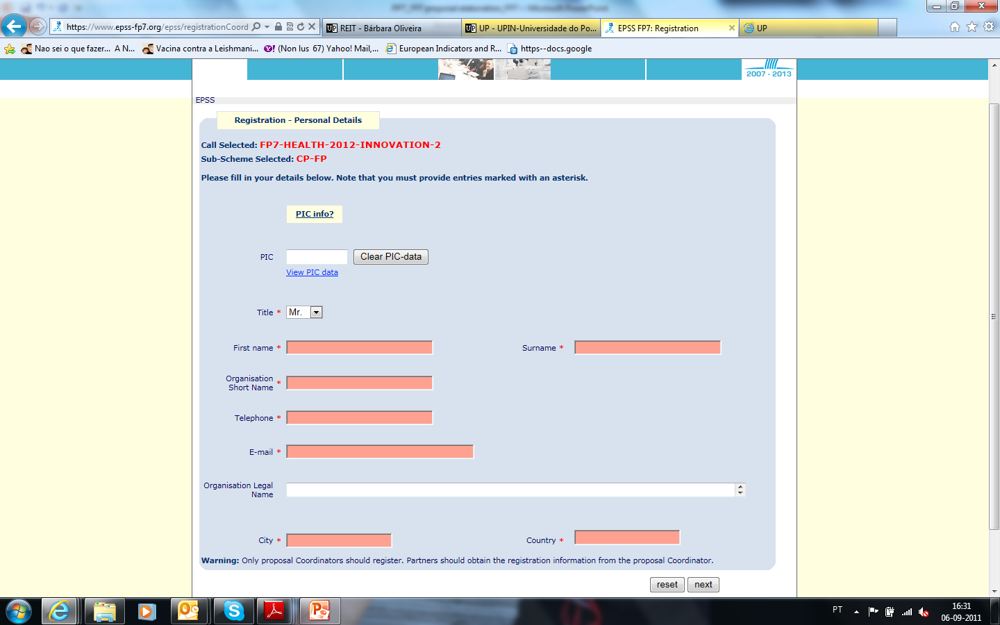 https://www.epss-fp7.org/epss/registrationCoord
REIT - Bárbara Oliveira
UP - UPIN-Universidade do Po...
EPSS FP7: Registration
UP
Nao sei o que fazer... A N...
Vacina contra a Leishmani...
(Non lus 67) Yahoo! Mail,...
European Indicators and R...
https--docs.google
2007 - 2013
EPSS
Registration - Personal Details
Call Selected: FP7-HEALTH-2012-INNOVATION-2
Sub-Scheme Selected: CP-FP
Please fill in your details below. Note that you must provide entries marked with an asterisk.
PIC info?
PIC
Clear PIC-data
View PIC data
Title *
Mr.
First name *
Surname *
Organisation
Short Name *
Telephone *
E-mail *
Organisation Legal
Name
City *
Country *
Warning: Only proposal Coordinators should register. Partners should obtain the registration information from the proposal Coordinator.
reset
next
PT
16:31
06-09-2011